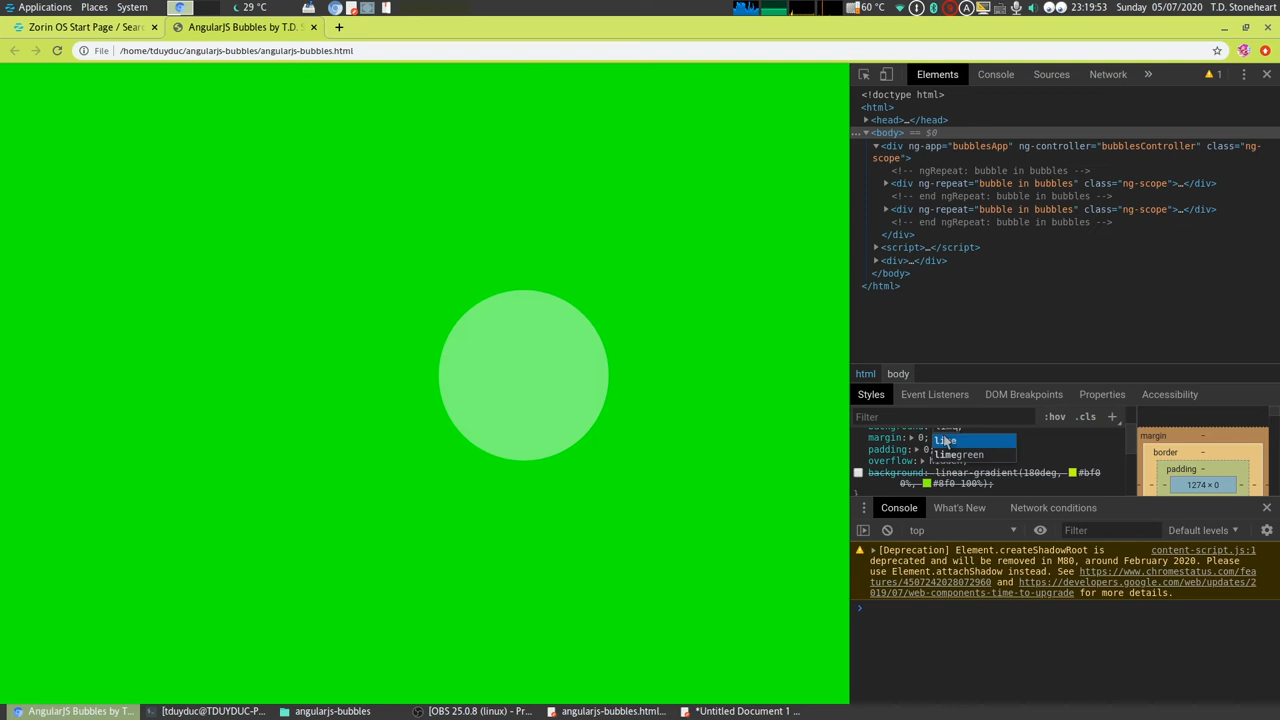 Applications Places System 29 °C 60 °C 23:19:53 Sunday 05/07/2020 T.D. Stoneheart
Zorin OS Start Page / Sear × AngularJS Bubbles by T.D. S × +
File /home/tduyduc/angularjs-bubbles/angularjs-bubbles.html
Elements Console Sources Network » 1
<!doctype html>
<html>
<head>…</head>
…<body> == $0
<div ng-app="bubblesApp" ng-controller="bubblesController" class="ng-
scope">
<!-- ngRepeat: bubble in bubbles -->
<div ng-repeat="bubble in bubbles" class="ng-scope">…</div>
<!-- end ngRepeat: bubble in bubbles -->
<div ng-repeat="bubble in bubbles" class="ng-scope">…</div>
<!-- end ngRepeat: bubble in bubbles -->
</div>
<script>…</script>
<div>…</div>
</body>
</html>
html body
Styles Event Listeners DOM Breakpoints Properties Accessibility
Filter :hov .cls +
margin: 0;
padding: 0;
overflow:
background: linear-gradient(180deg, #bf0
0%, #8f0 100%);
}
lime
limegreen
margin -
border -
padding -
1274 × 0
Console What's New Network conditions
top Filter Default levels
[Deprecation] Element.createShadowRoot is content-script.js:1
deprecated and will be removed in M80, around February 2020. Please
use Element.attachShadow instead. See https://www.chromestatus.com/fea
tures/4507242028072960 and https://developers.google.com/web/updates/2
019/07/web-components-time-to-upgrade for more details.
AngularJS Bubbles by T... [tduyduc@TDUYDUC-P... angularjs-bubbles [OBS 25.0.8 (linux) - Pr... angularjs-bubbles.html... *Untitled Document 1 ...